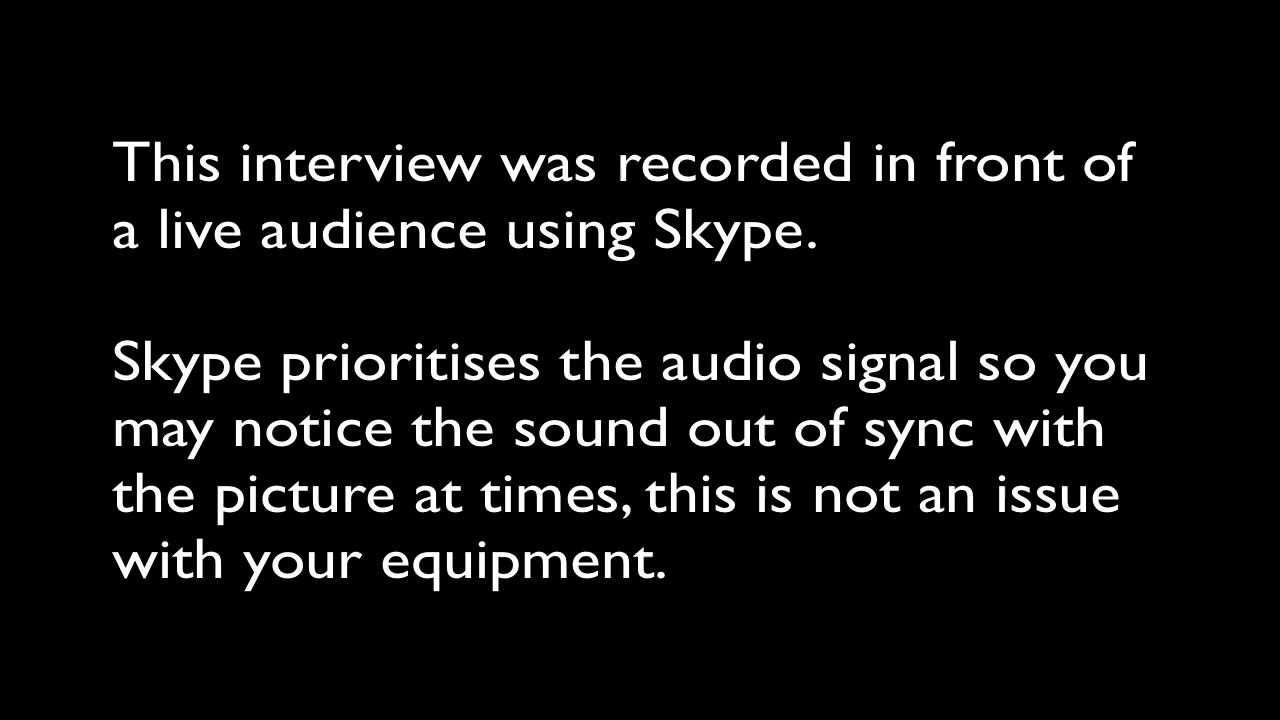 This interview was recorded in front of
a live audience using Skype.
Skype prioritises the audio signal so you
may notice the sound out of sync with
the picture at times, this is not an issue
with your equipment.